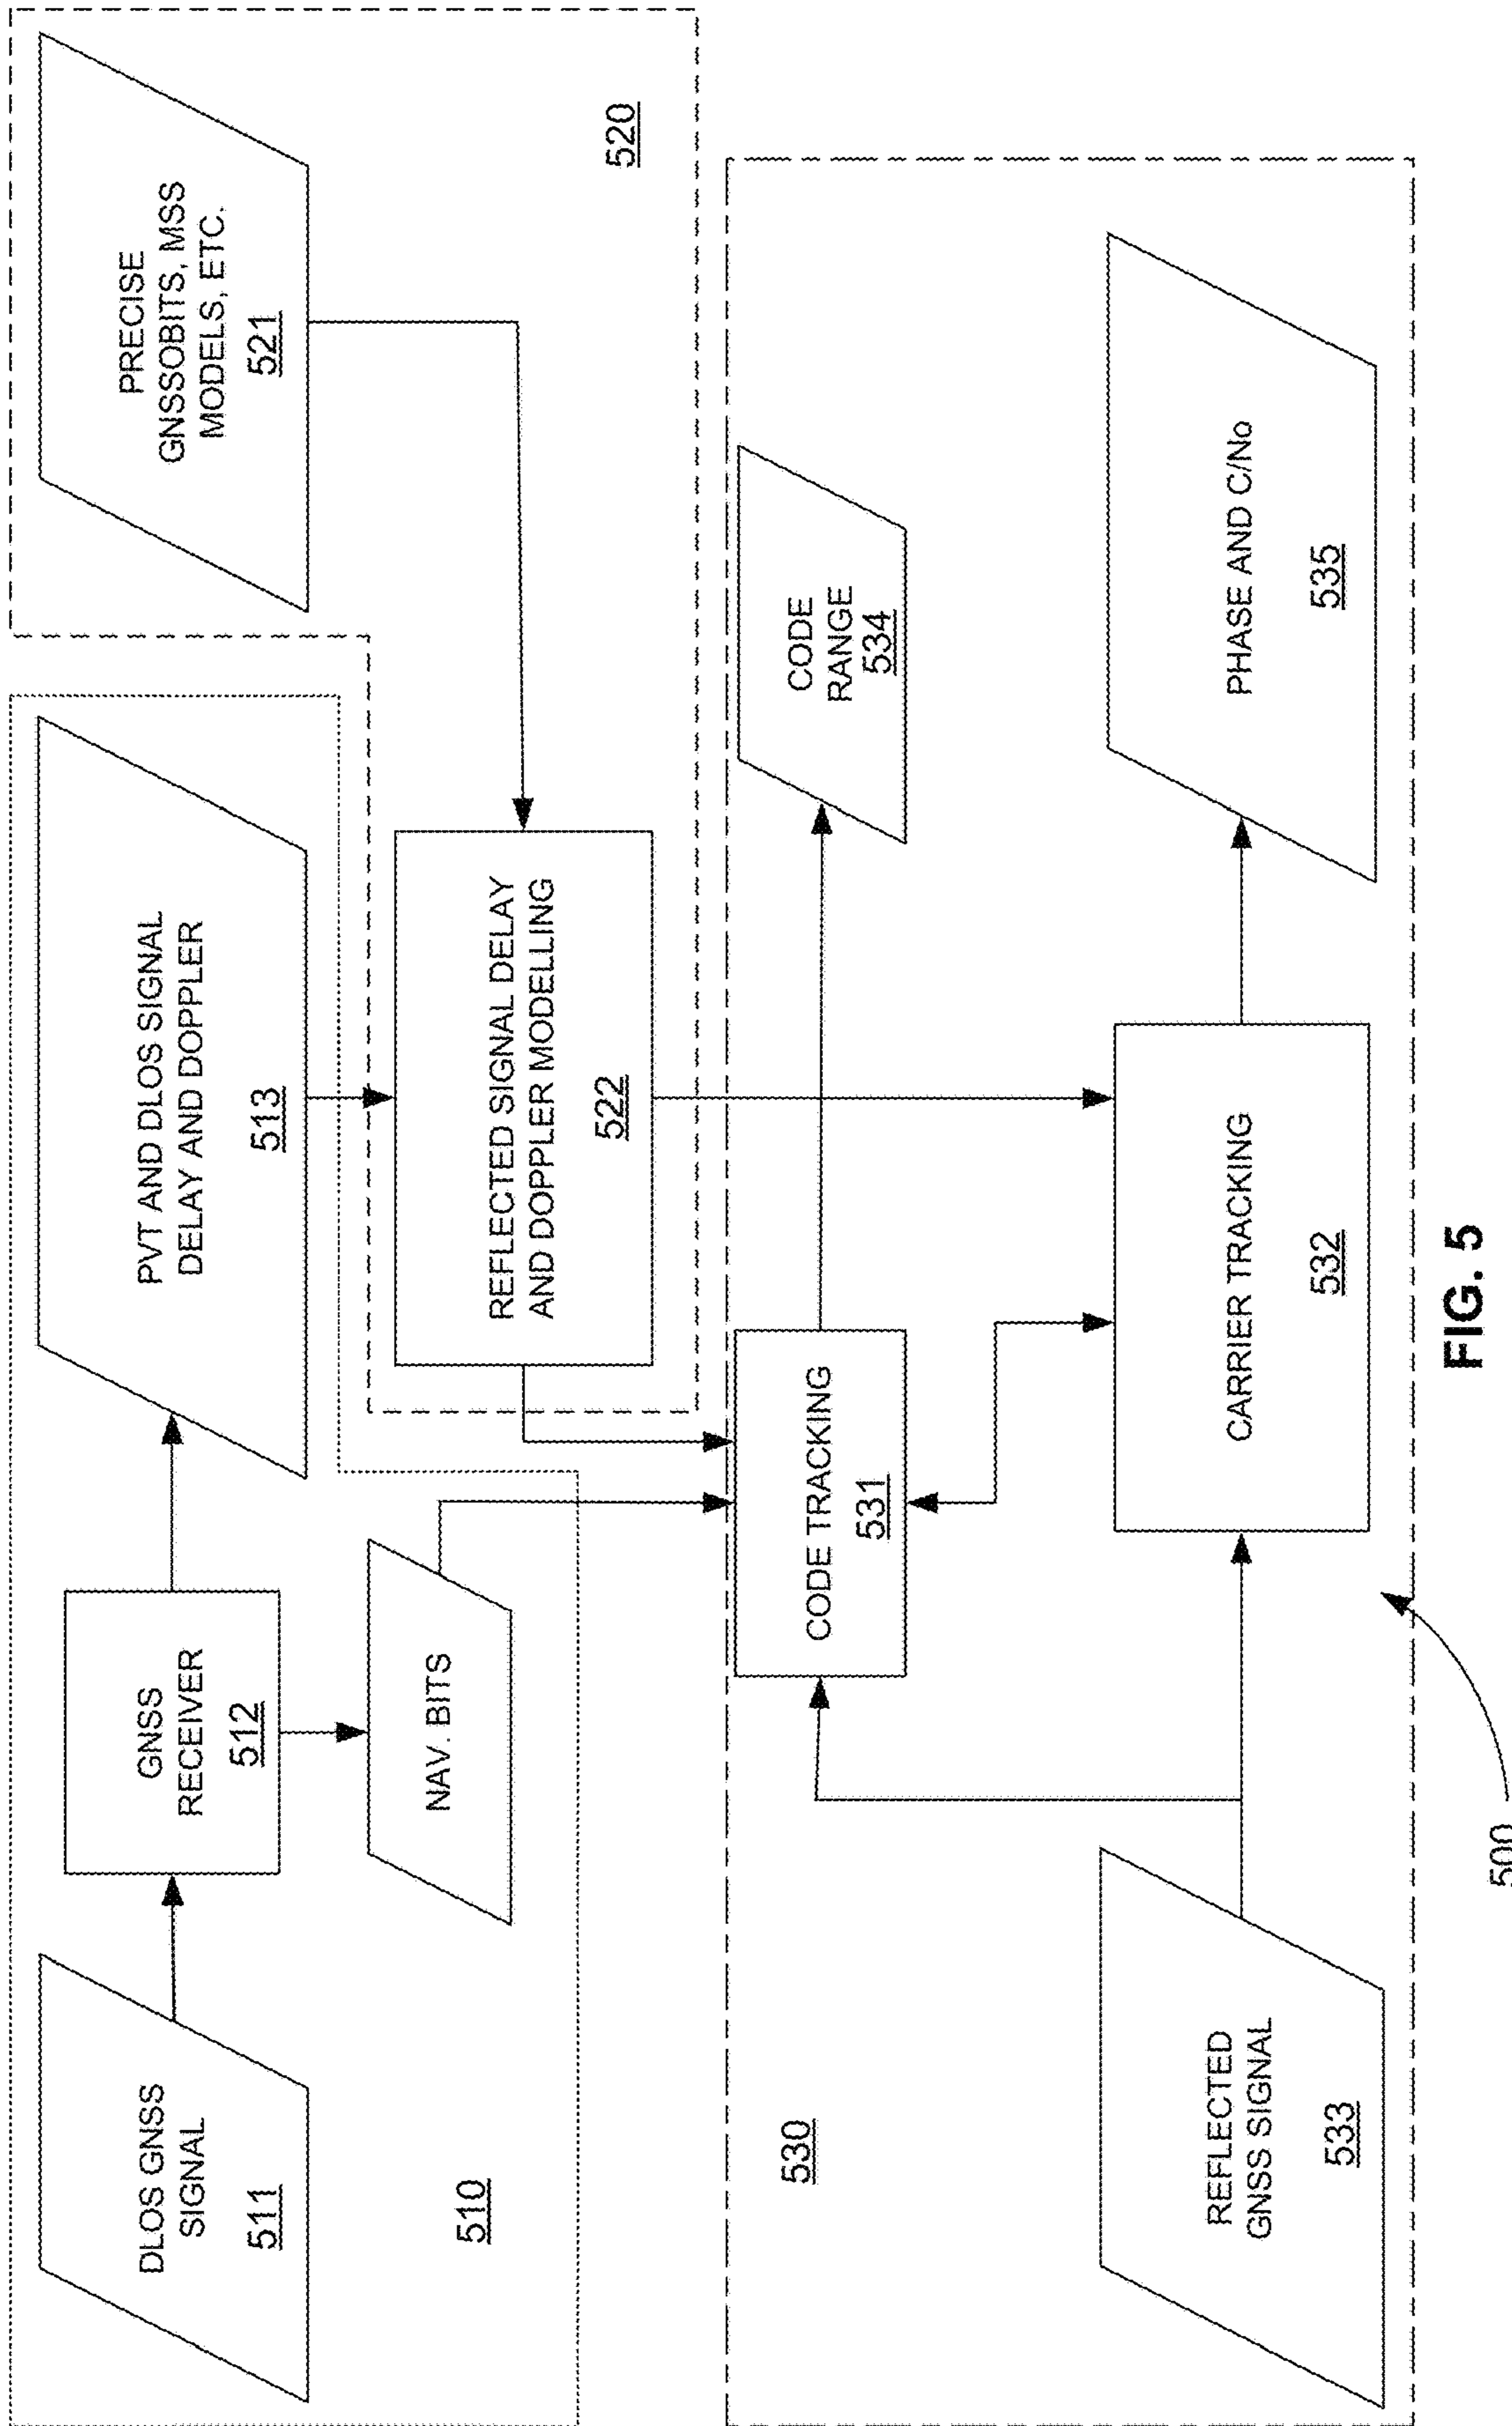 DLOS GNSS
SIGNAL
511
GNSS
RECEIVER
512
PVT AND DLOS SIGNAL
DELAY AND DOPPLER
513
PRECISE
GNSSOBITS, MSS
MODELS, ETC.
521
NAV. BITS
510
REFLECTED SIGNAL DELAY
AND DOPPLER MODELLING
522
520
530
CODE TRACKING
531
CODE
RANGE
534
REFLECTED
GNSS SIGNAL
533
CARRIER TRACKING
532
PHASE AND C/No
535
500
FIG. 5